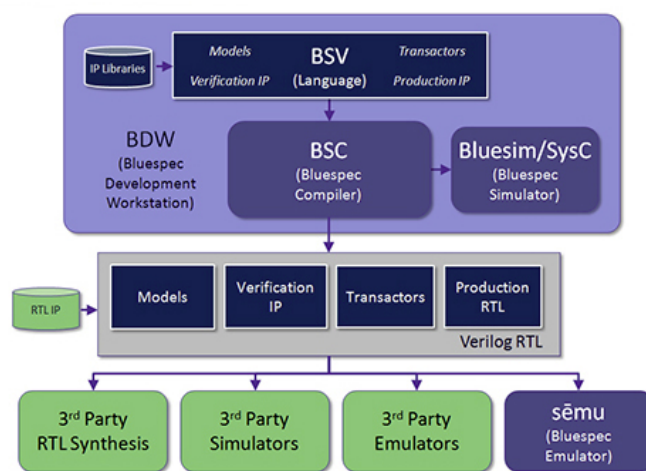 IP Libraries
Models
BSV
Transactors
Verification IP
(Language)
Production IP
BDW
(Bluespec
Development
Workstation)
BSC
(Bluespec
Compiler)
Bluesim/SysC
(Bluespec
Simulator)
RTL IP
Models
Verification
IP
Transactors
Production
RTL
Verilog RTL
3rd Party
RTL Synthesis
3rd Party
Simulators
3rd Party
Emulators
sēmu
(Bluespec
Emulator)